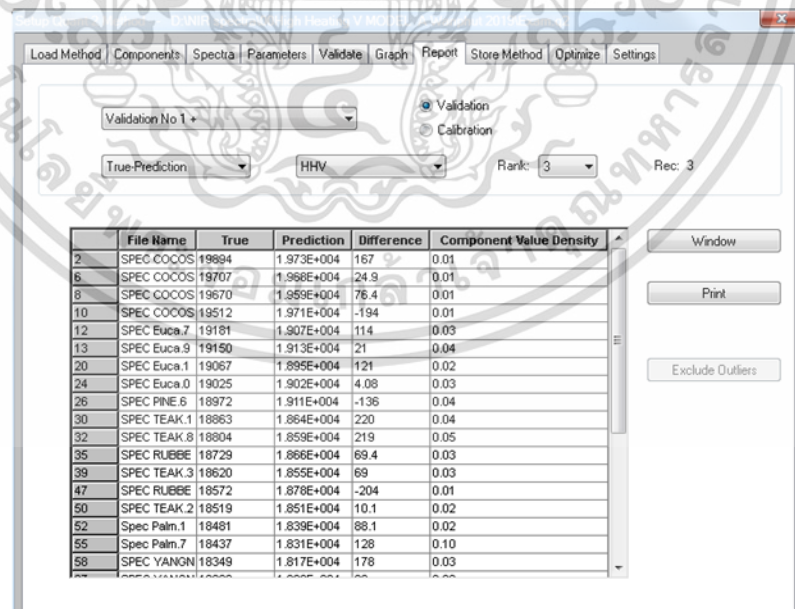 Load Method Components Spectra Parameters Validate Graph Report Store Method Optimize Settings
Validation No 1 +
Validation
Calibration
True-Prediction HHV Rank: 3 Rec: 3
File Name True Prediction Difference Component Value Density
2 SPEC COCOS 19894 1.973E+004 167 0.01
6 SPEC COCOS 19707 1.968E+004 24.9 0.01
8 SPEC COCOS 19670 1.959E+004 76.4 0.01
10 SPEC COCOS 19512 1.971E+004 -194 0.01
12 SPEC Euca.7 19181 1.907E+004 114 0.03
13 SPEC Euca.9 19150 1.913E+004 21 0.04
20 SPEC Euca.1 19067 1.895E+004 121 0.02
24 SPEC Euca.0 19025 1.902E+004 4.08 0.03
26 SPEC PINE.6 18972 1.911E+004 -136 0.04
30 SPEC TEAK.1 18863 1.864E+004 220 0.04
32 SPEC TEAK.8 18804 1.859E+004 219 0.05
35 SPEC RUBBE 18729 1.866E+004 69.4 0.03
39 SPEC TEAK.3 18620 1.855E+004 69 0.03
47 SPEC RUBBE 18572 1.878E+004 -204 0.01
50 SPEC TEAK.2 18519 1.851E+004 10.1 0.02
52 Spec Palm.1 18481 1.839E+004 88.1 0.02
55 Spec Palm.7 18437 1.831E+004 128 0.10
58 SPEC YANGN 18349 1.817E+004 178 0.03
Window
Print
Exclude Outliers